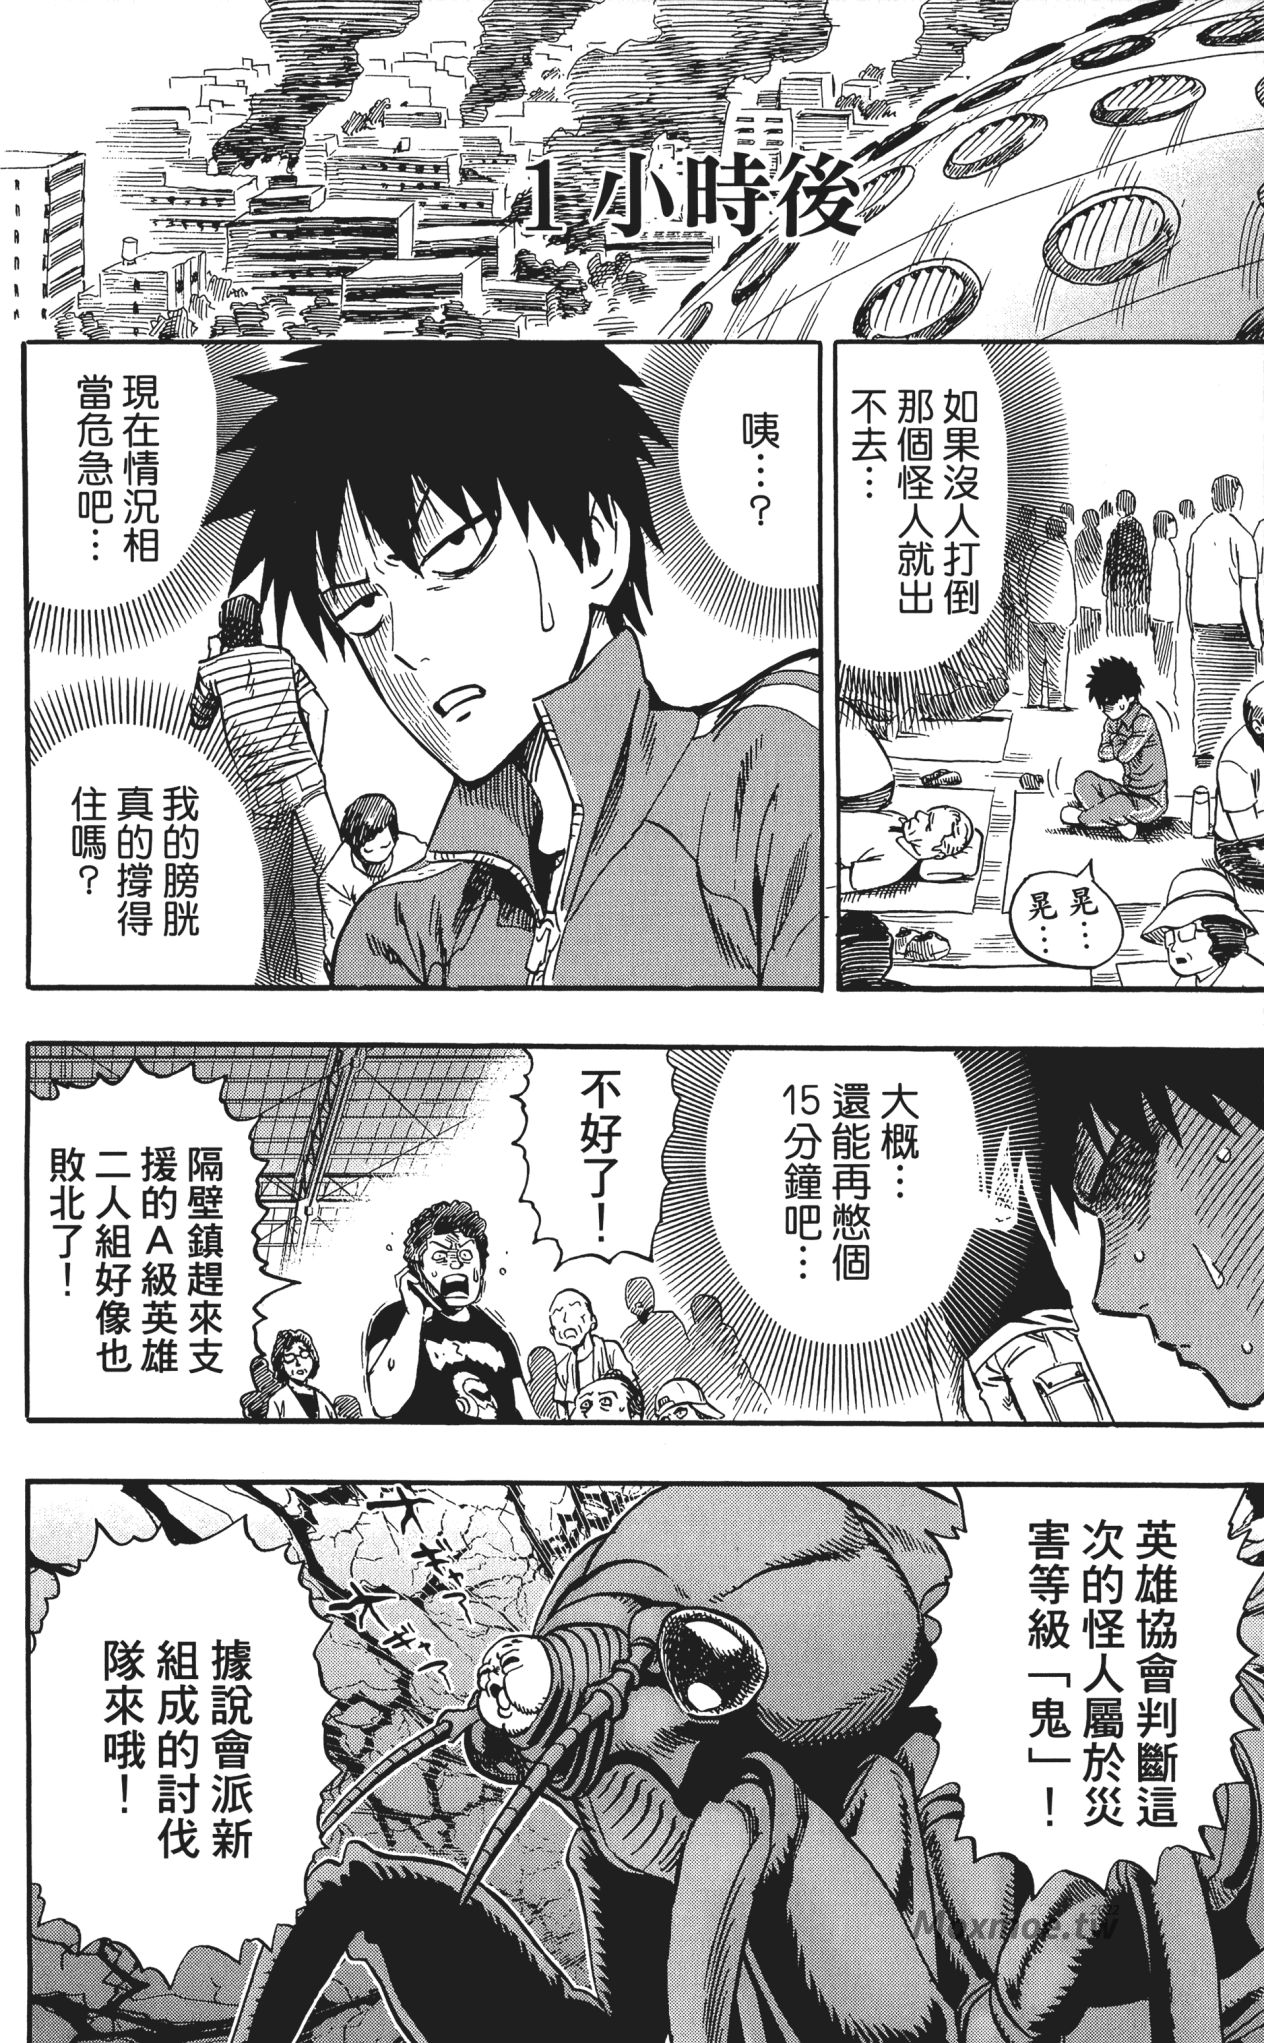 1小時後
如果沒人打倒
那個怪人就出
不去…
晃…
晃…
咦…?
現在情況相
當危急吧…
我的膀胱
真的撐得
住嗎?
大概…
還能再憋個
15分鐘吧…
不好了!
隔壁鎮趕來支
援的A級英雄
二人組好像也
敗北了!
英雄協會判斷這
次的怪人屬於災
害等級「鬼」!
據說會派新
組成的討伐
隊來哦!
Maxmoe.tw